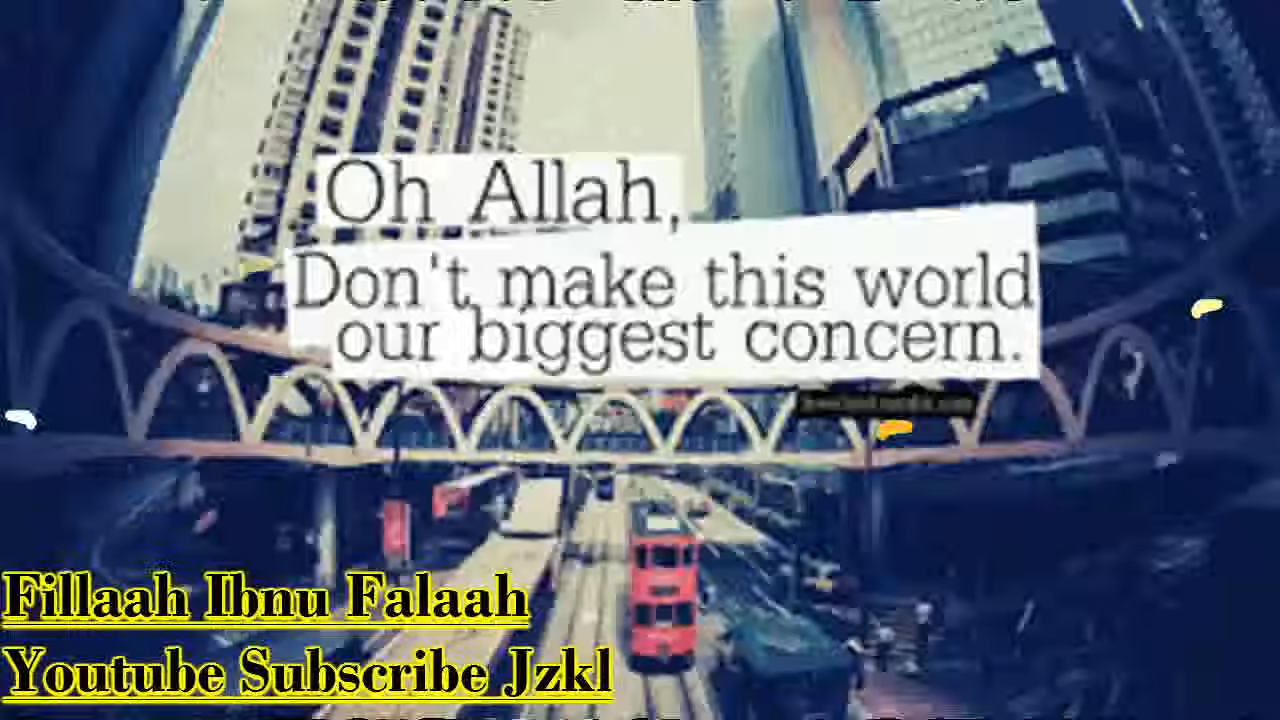 Oh Allah,
Don't make this world
our biggest concern.
Fillaah Ibnu Falaah
Youtube Subscribe Jzkl